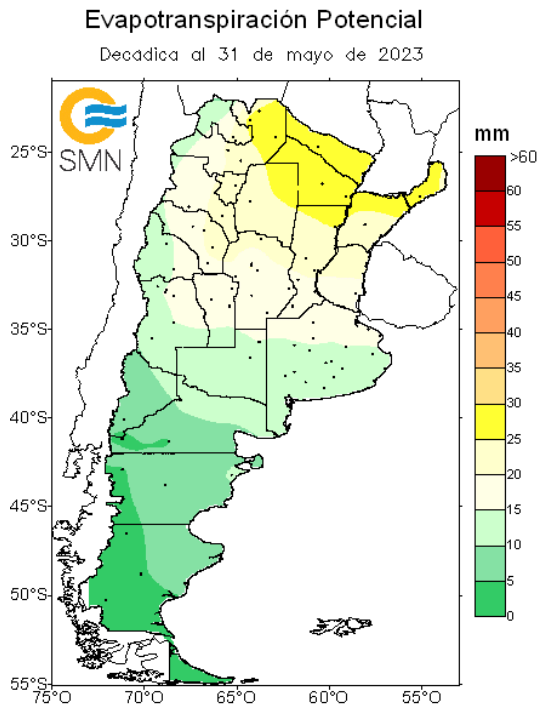 Evapotranspiración Potencial
Decádica al 31 de mayo de 2023
SMN
mm
>60
60
55
50
45
40
35
30
25
20
15
10
5
0
25°S
30°S
35°S
40°S
45°S
50°S
55°S
75°O 70°O 65°O 60°O 55°O